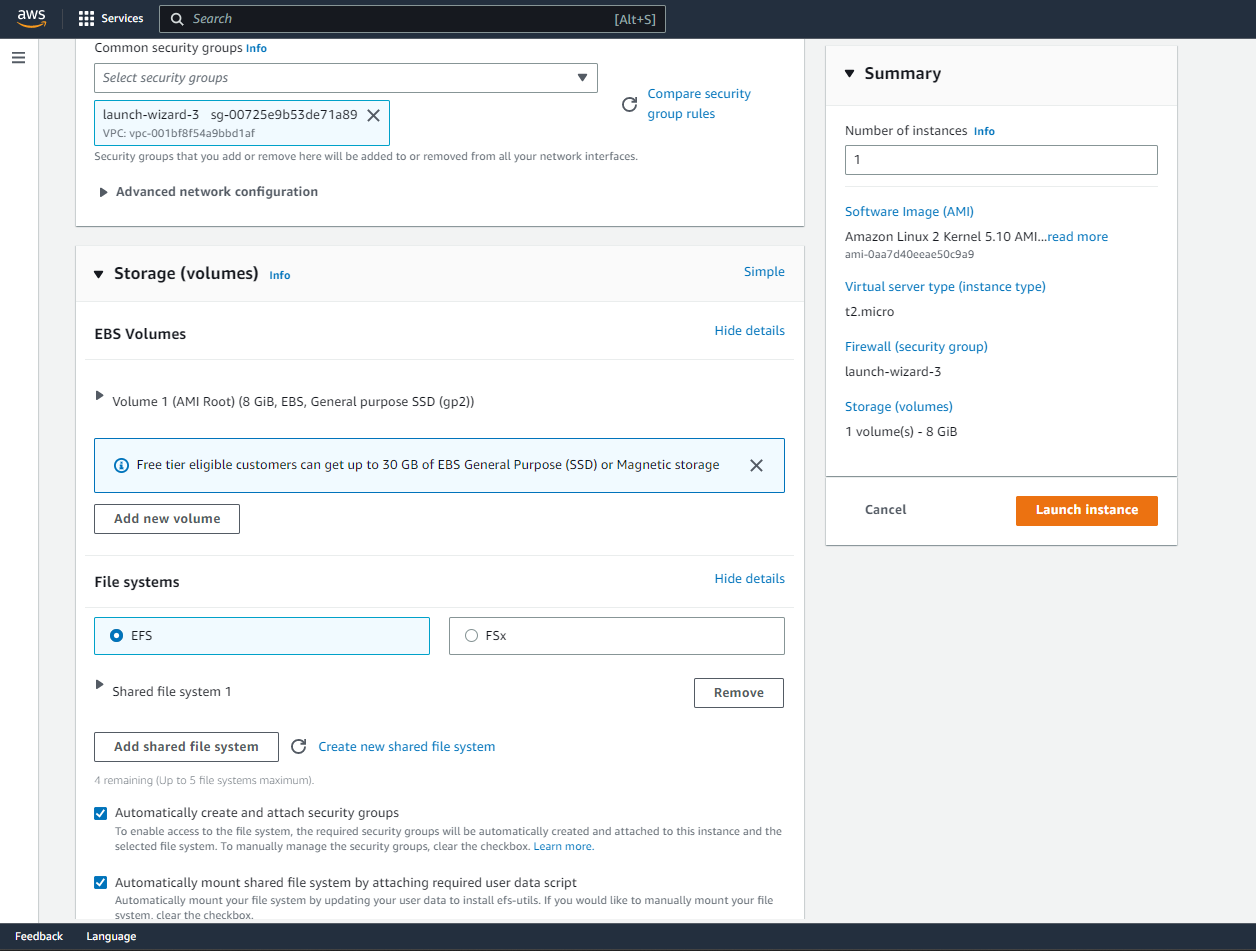 aws
Services
Search
[Alt+S]
Common security groups Info
Select security groups
launch-wizard-3 sg-00725e9b53de71a89
VPC: vpc-001bf8f54a9bbd1af
Compare security
group rules
Security groups that you add or remove here will be added to or removed from all your network interfaces.
Advanced network configuration
Storage (volumes) Info
Simple
EBS Volumes
Hide details
Volume 1 (AMI Root) (8 GiB, EBS, General purpose SSD (gp2))
Free tier eligible customers can get up to 30 GB of EBS General Purpose (SSD) or Magnetic storage
Add new volume
File systems
Hide details
EFS
FSx
Shared file system 1
Remove
Add shared file system
Create new shared file system
4 remaining (Up to 5 file systems maximum).
Automatically create and attach security groups
To enable access to the file system, the required security groups will be automatically created and attached to this instance and the
selected file system. To manually manage the security groups, clear the checkbox. Learn more.
Automatically mount shared file system by attaching required user data script
Automatically mount your file system by updating your user data to install efs-utils. If you would like to manually mount your file
system, clear the checkbox.
Summary
Number of instances Info
1
Software Image (AMI)
Amazon Linux 2 Kernel 5.10 AMI...read more
ami-0aa7d40eeae50c9a9
Virtual server type (instance type)
t2.micro
Firewall (security group)
launch-wizard-3
Storage (volumes)
1 volume(s) - 8 GiB
Cancel
Launch instance
Feedback
Language